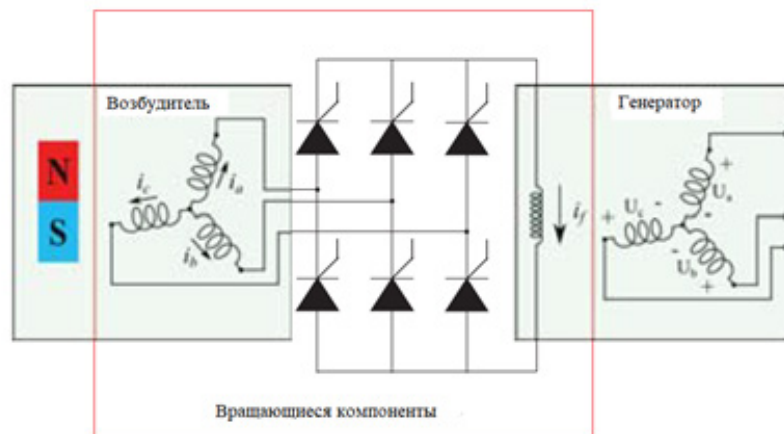 Возбудитель
Генератор
N
S
i_c
i_a
i_b
i_f
+
U_c
-
+
U_a
-
-
U_b
+
Вращающиеся компоненты